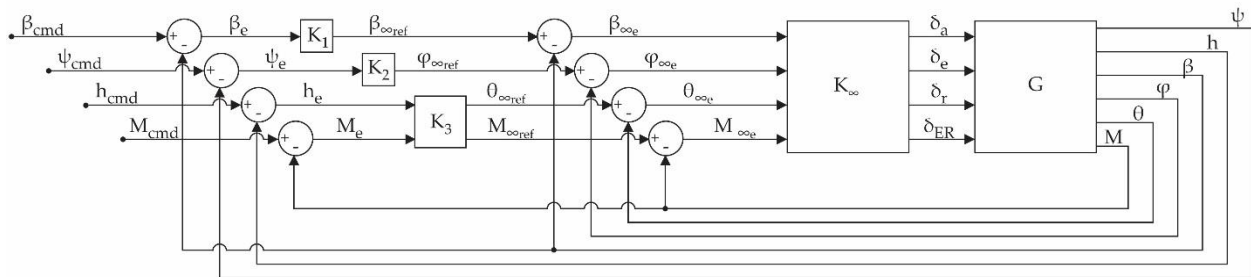 β_cmd + - β_e K_1 β_∞ref + - β_∞e δ_a ψ
ψ_cmd + - ψ_e K_2 φ_∞ref + - φ_∞e δ_e h
β
h_cmd + - h_e θ_∞ref + - θ_∞e K_∞ δ_r G φ
K_3
θ
M_cmd + - M_e M_∞ref + - M_∞e δ_ER M